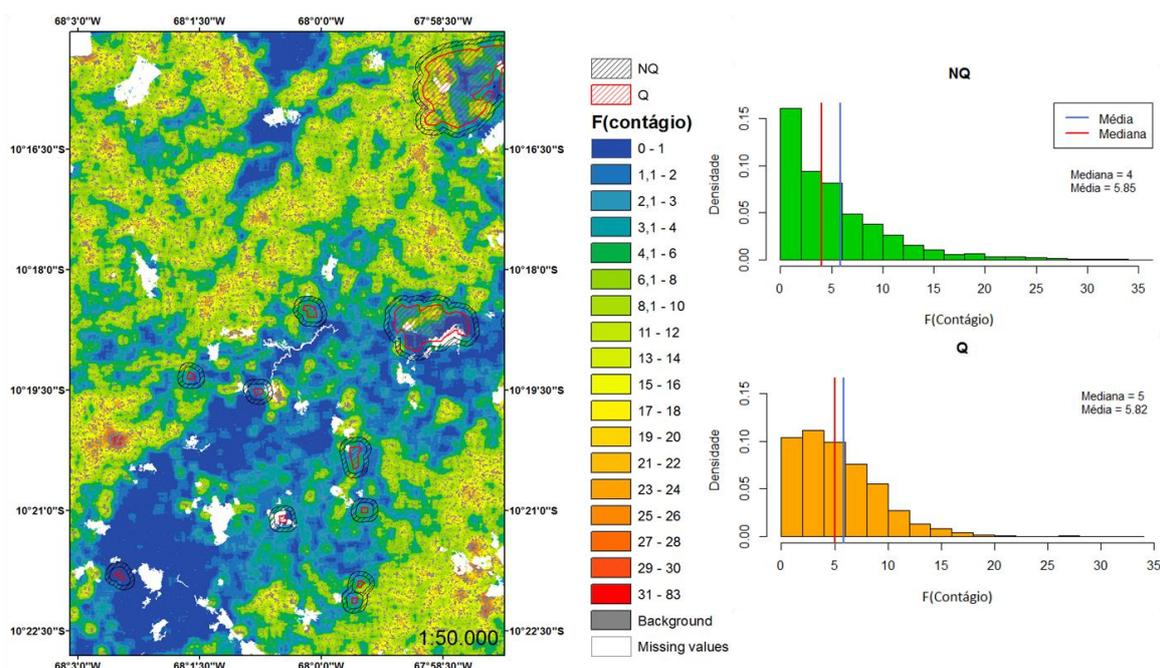 68°3'0"W 68°1'30"W 68°0'0"W 67°58'30"W
10°16'30"S 10°16'30"S
10°18'0"S 10°18'0"S
10°19'30"S 10°19'30"S
10°21'0"S 10°21'0"S
10°22'30"S 10°22'30"S
1:50.000
68°3'0"W 68°1'30"W 68°0'0"W 67°58'30"W
NQ
Q
F(contágio)
0 - 1
1,1 - 2
2,1 - 3
3,1 - 4
4,1 - 6
6,1 - 8
8,1 - 10
11 - 12
13 - 14
15 - 16
17 - 18
19 - 20
21 - 22
23 - 24
25 - 26
27 - 28
29 - 30
31 - 83
Background
Missing values
NQ
Média
Mediana
Mediana = 4
Média = 5.85
Densidade
0.00 0.05 0.10 0.15
0 5 10 15 20 25 30 35
F(Contágio)
Q
Mediana = 5
Média = 5.82
Densidade
0.00 0.05 0.10 0.15
0 5 10 15 20 25 30 35
F(Contágio)